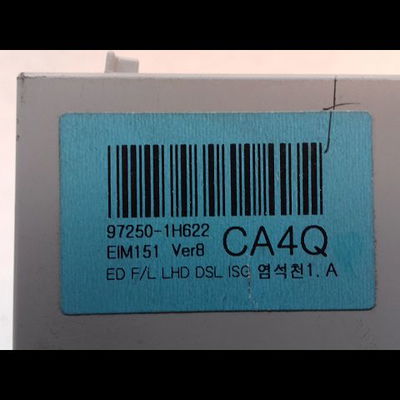 97250-1H622
EIM151 Ver8 CA4Q
ED F/L LHD DSL ISG 염석천1. A